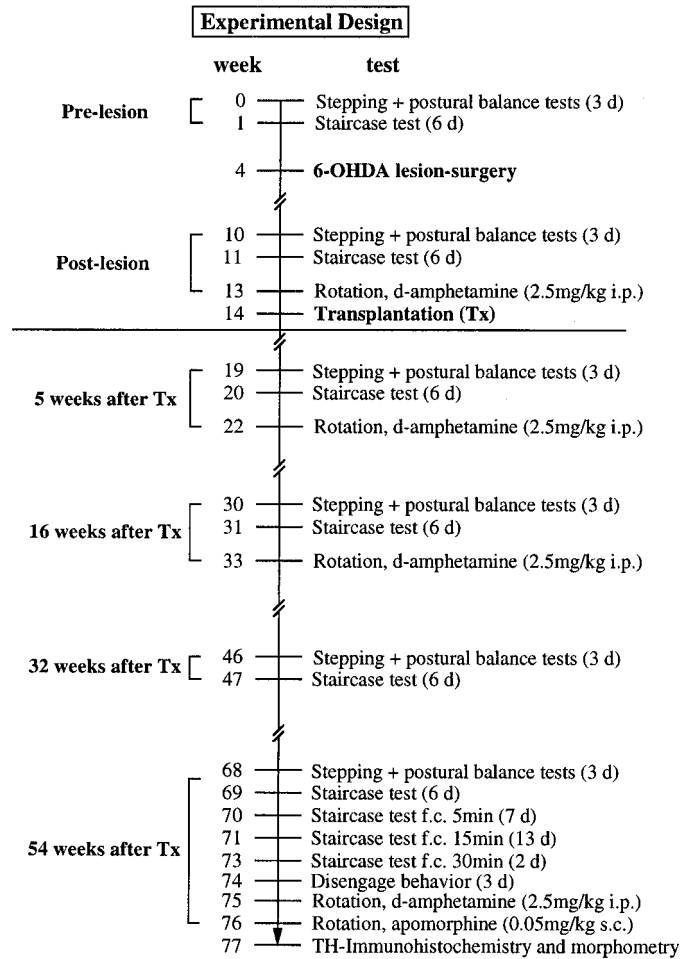 Experimental Design
week test
Pre-lesion
0 Stepping + postural balance tests (3 d)
1 Staircase test (6 d)
4 6-OHDA lesion-surgery
Post-lesion
10 Stepping + postural balance tests (3 d)
11 Staircase test (6 d)
13 Rotation, d-amphetamine (2.5mg/kg i.p.)
14 Transplantation (Tx)
5 weeks after Tx
19 Stepping + postural balance tests (3 d)
20 Staircase test (6 d)
22 Rotation, d-amphetamine (2.5mg/kg i.p.)
16 weeks after Tx
30 Stepping + postural balance tests (3 d)
31 Staircase test (6 d)
33 Rotation, d-amphetamine (2.5mg/kg i.p.)
32 weeks after Tx
46 Stepping + postural balance tests (3 d)
47 Staircase test (6 d)
54 weeks after Tx
68 Stepping + postural balance tests (3 d)
69 Staircase test (6 d)
70 Staircase test f.c. 5min (7 d)
71 Staircase test f.c. 15min (13 d)
73 Staircase test f.c. 30min (2 d)
74 Disengage behavior (3 d)
75 Rotation, d-amphetamine (2.5mg/kg i.p.)
76 Rotation, apomorphine (0.05mg/kg s.c.)
77 TH-Immunohistochemistry and morphometry